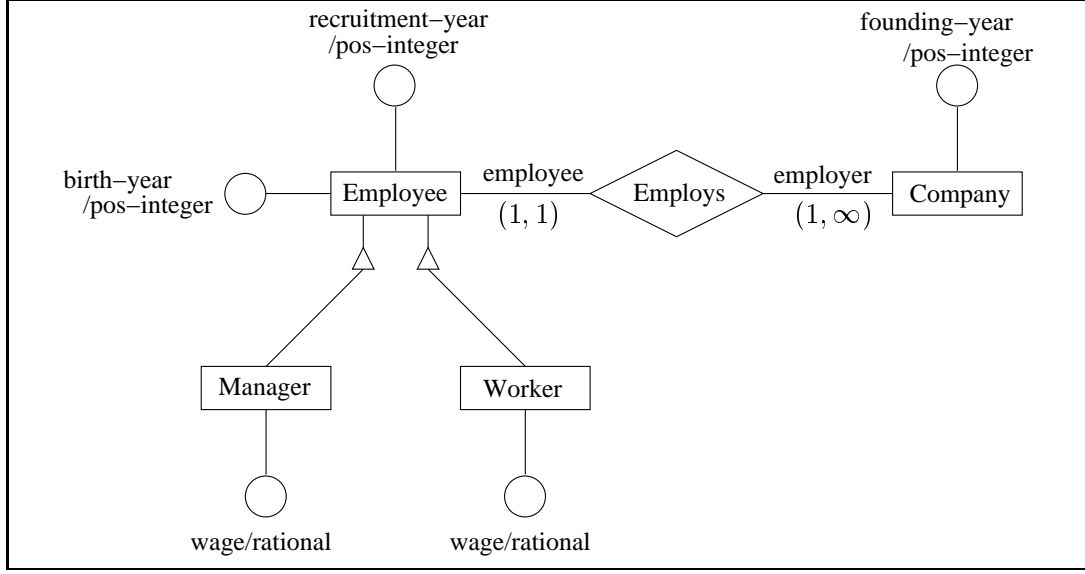 recruitment−year
/pos−integer
founding−year
/pos−integer
birth−year
/pos−integer
Employee
employee
(1, 1)
Employs
employer
(1, ∞)
Company
Manager
Worker
wage/rational
wage/rational